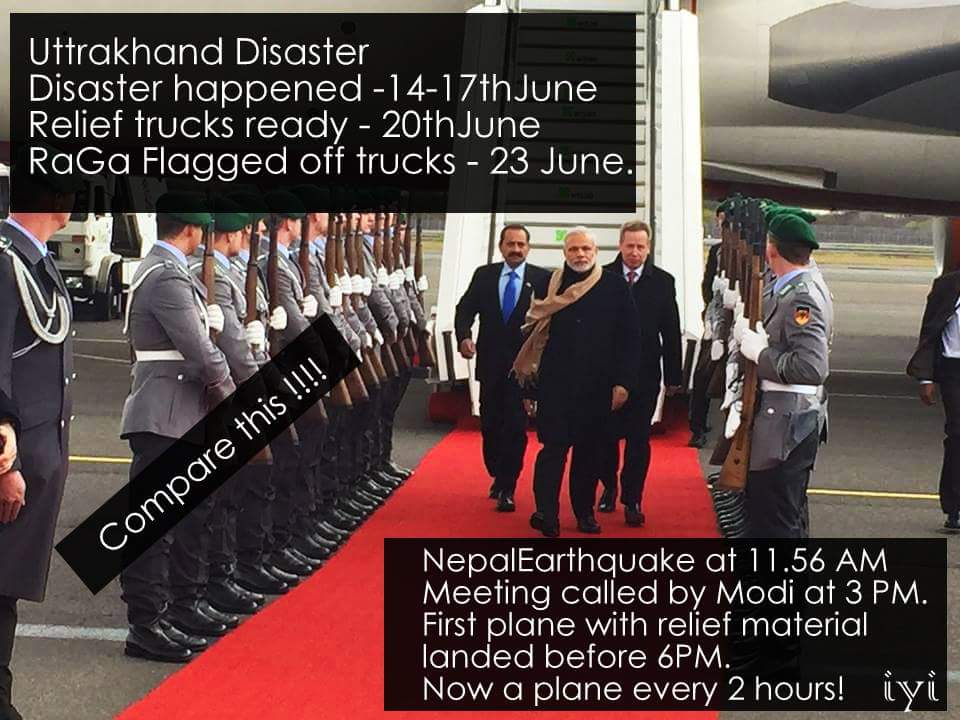 Uttrakhand Disaster
Disaster happened -14-17thJune
Relief trucks ready - 20thJune
RaGa Flagged off trucks - 23 June.
Compare this !!!!
NepalEarthquake at 11.56 AM
Meeting called by Modi at 3 PM.
First plane with relief material
landed before 6PM.
Now a plane every 2 hours!
iyi